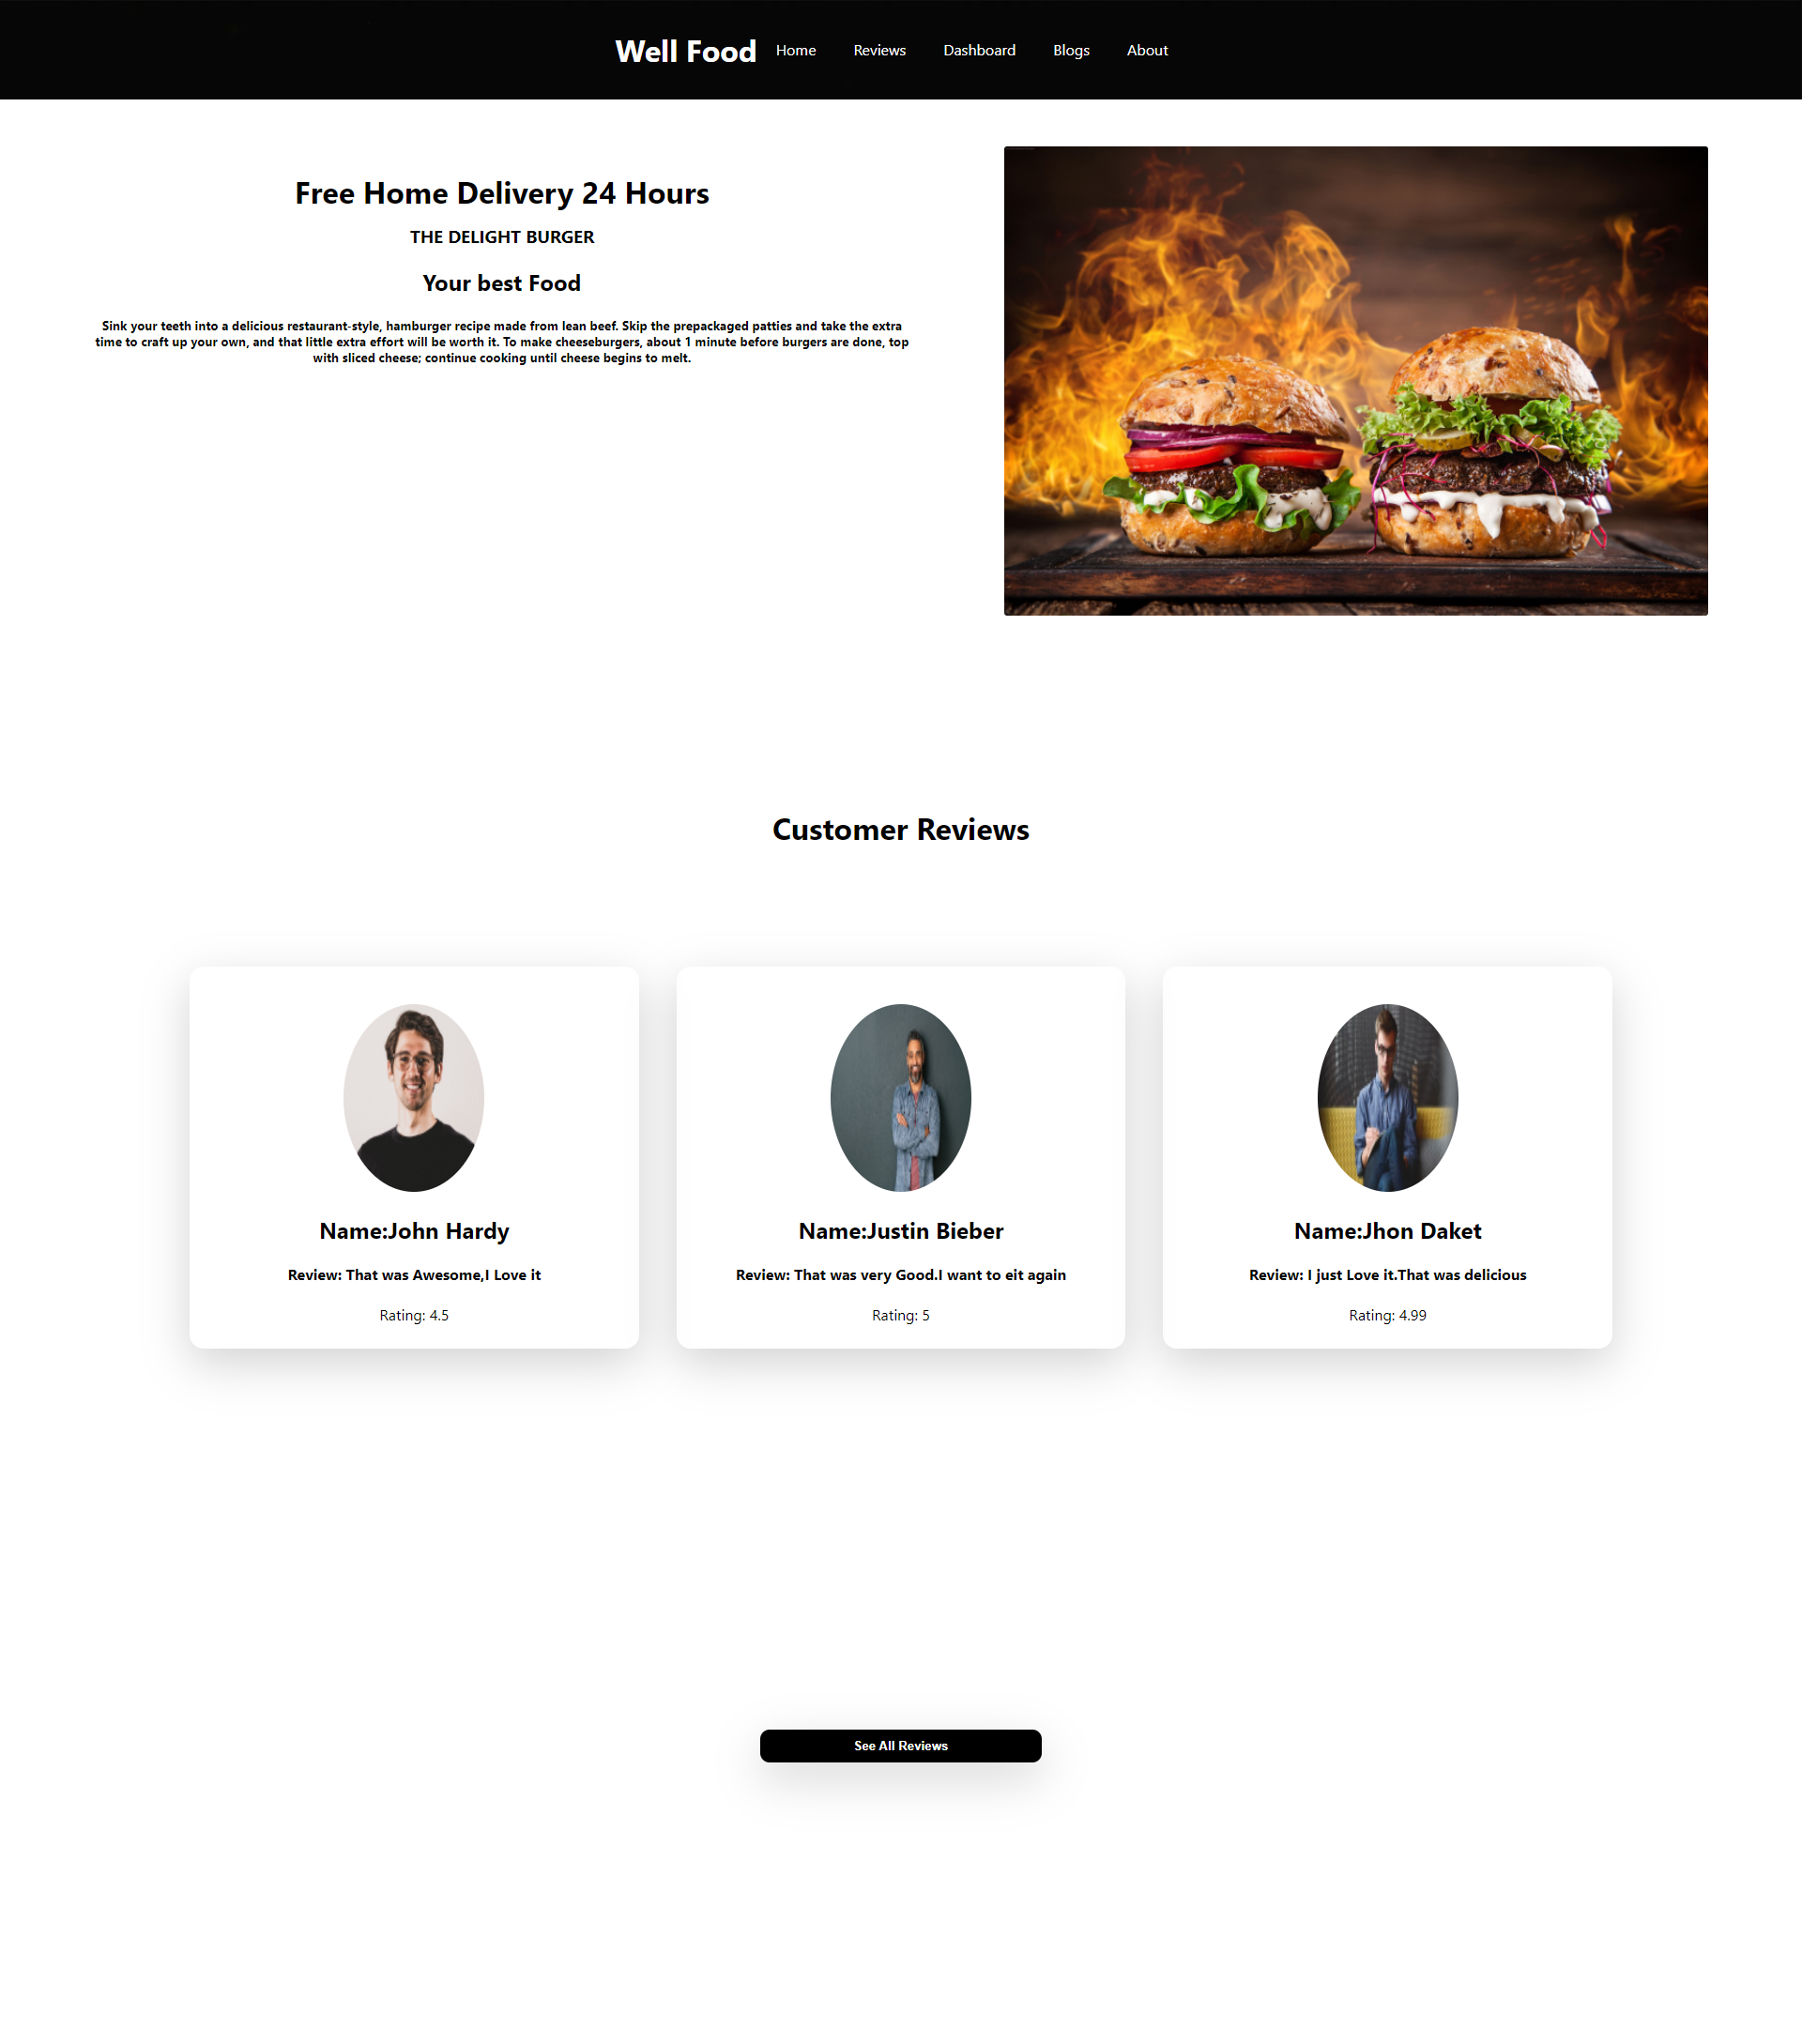 Well Food Home Reviews Dashboard Blogs About
Free Home Delivery 24 Hours
THE DELIGHT BURGER
Your best Food
Sink your teeth into a delicious restaurant-style, hamburger recipe made from lean beef. Skip the prepackaged patties and take the extra
time to craft up your own, and that little extra effort will be worth it. To make cheeseburgers, about 1 minute before burgers are done, top
with sliced cheese; continue cooking until cheese begins to melt.
Customer Reviews
Name:John Hardy
Review: That was Awesome,I Love it
Rating: 4.5
Name:Justin Bieber
Review: That was very Good.I want to eit again
Rating: 5
Name:Jhon Daket
Review: I just Love it.That was delicious
Rating: 4.99
See All Reviews